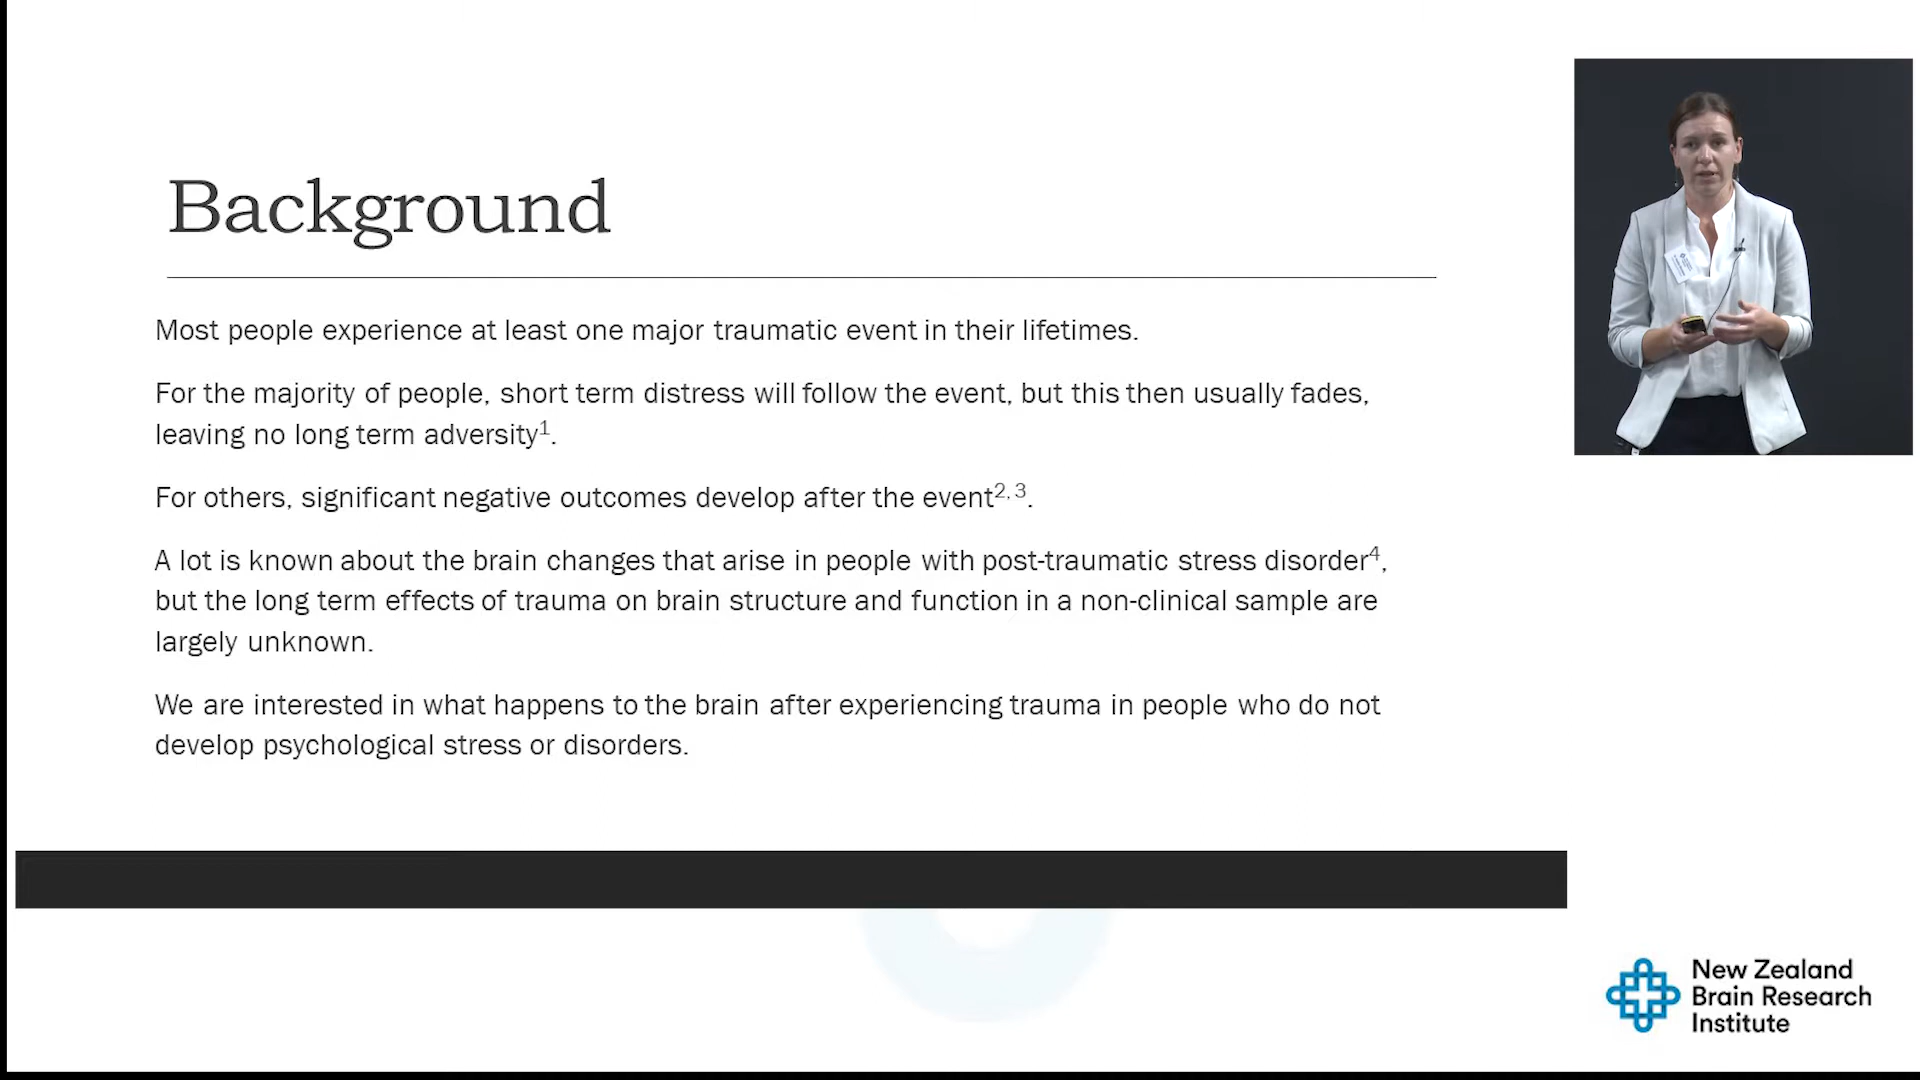 Background
Most people experience at least one major traumatic event in their lifetimes.
For the majority of people, short term distress will follow the event, but this then usually fades,
leaving no long term adversity¹.
For others, significant negative outcomes develop after the event²,³.
A lot is known about the brain changes that arise in people with post-traumatic stress disorder⁴,
but the long term effects of trauma on brain structure and function in a non-clinical sample are
largely unknown.
We are interested in what happens to the brain after experiencing trauma in people who do not
develop psychological stress or disorders.
New Zealand
Brain Research
Institute